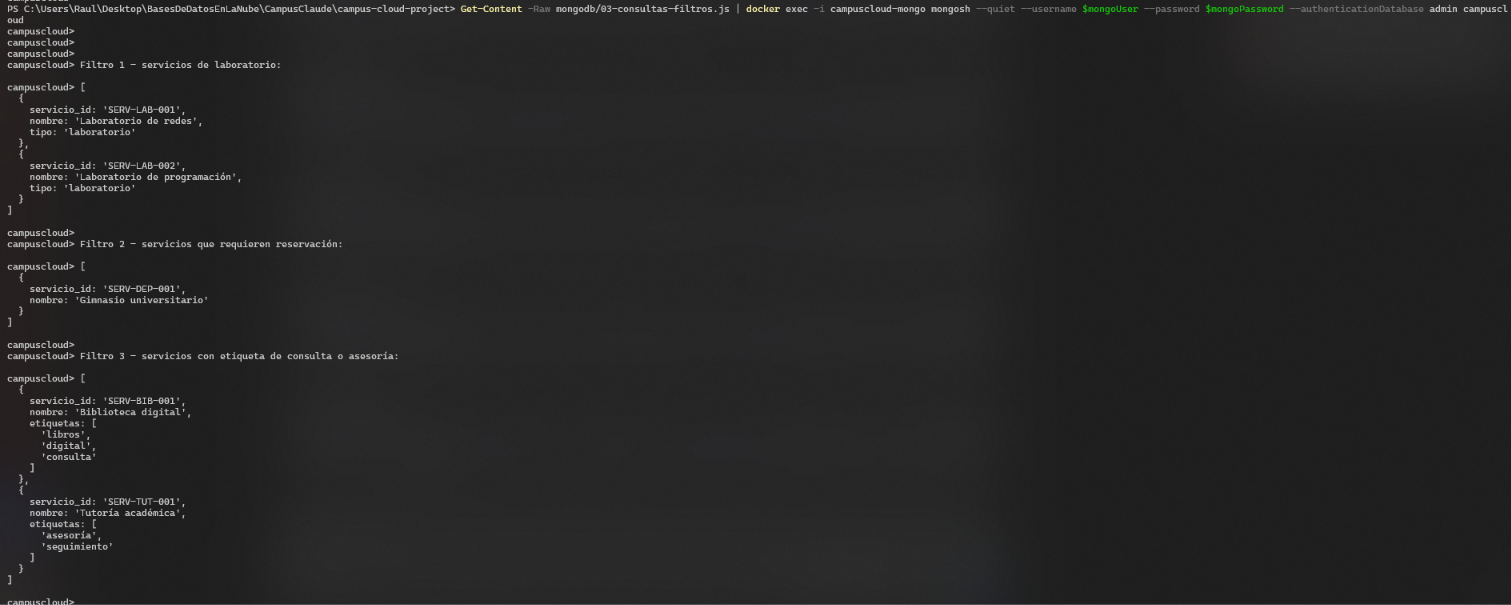 PS C:\Users\Raul\Desktop\BasesDeDatosEnLaNube\CampusClaude\campus-cloud-project> Get-Content -Raw mongodb/03-consultas-filtros.js | docker exec -i campuscloud-mongo mongosh --quiet --username $mongoUser --password $mongoPassword --authenticationDatabase admin campuscl
oud
campuscloud>
campuscloud>
campuscloud>
campuscloud> Filtro 1 - servicios de laboratorio:
campuscloud> [
  {
    servicio_id: 'SERV-LAB-001',
    nombre: 'Laboratorio de redes',
    tipo: 'laboratorio'
  },
  {
    servicio_id: 'SERV-LAB-002',
    nombre: 'Laboratorio de programación',
    tipo: 'laboratorio'
  }
]
campuscloud>
campuscloud> Filtro 2 - servicios que requieren reservación:
campuscloud> [
  {
    servicio_id: 'SERV-DEP-001',
    nombre: 'Gimnasio universitario'
  }
]
campuscloud>
campuscloud> Filtro 3 - servicios con etiqueta de consulta o asesoría:
campuscloud> [
  {
    servicio_id: 'SERV-BIB-001',
    nombre: 'Biblioteca digital',
    etiquetas: [
      'libros',
      'digital',
      'consulta'
    ]
  },
  {
    servicio_id: 'SERV-TUT-001',
    nombre: 'Tutoría académica',
    etiquetas: [
      'asesoría',
      'seguimiento'
    ]
  }
]
campuscloud>